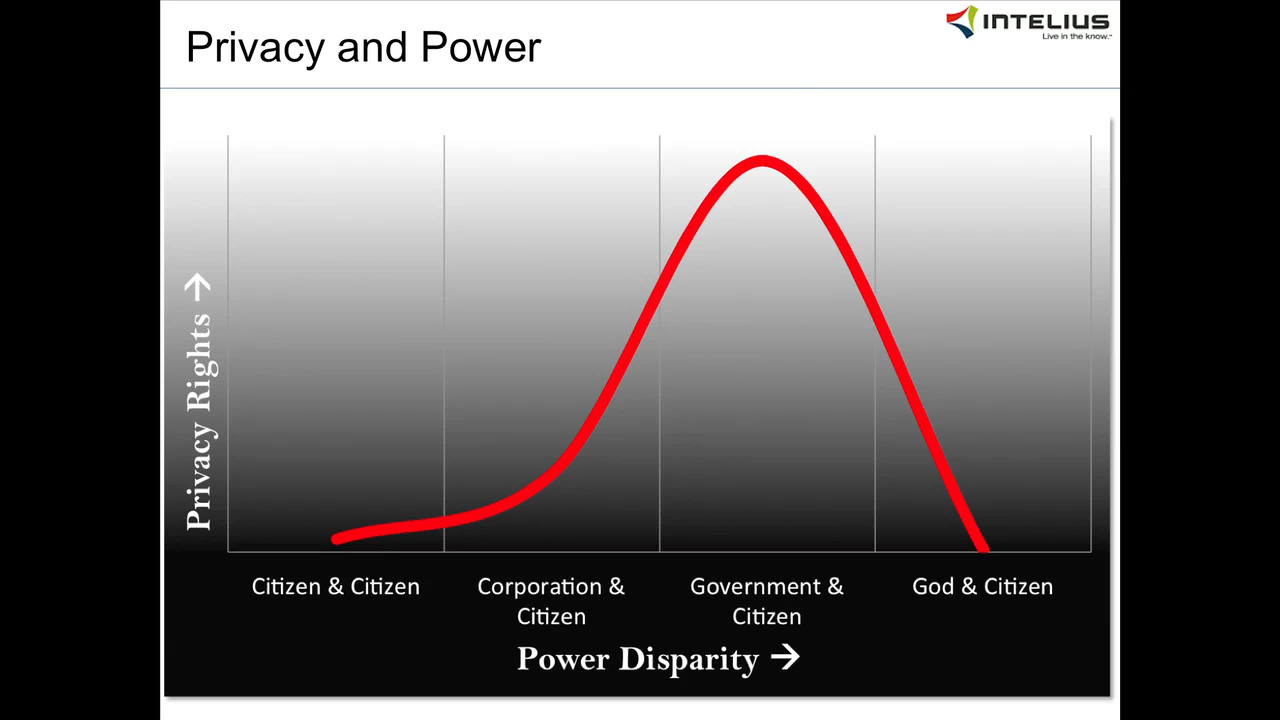 Privacy and Power
INTELIUS
Live in the know.™
Privacy Rights →
Citizen & Citizen
Corporation &
Citizen
Government &
Citizen
God & Citizen
Power Disparity →